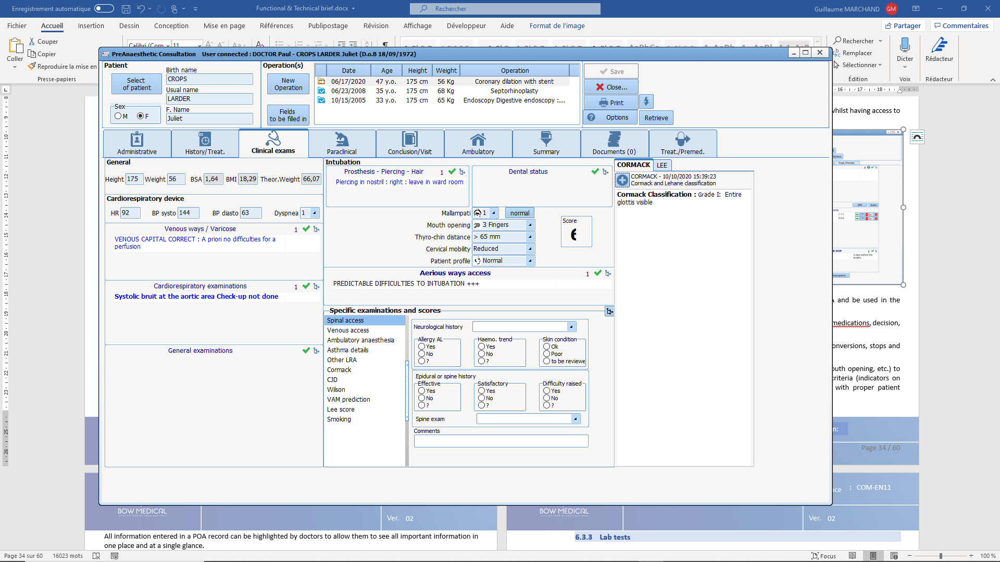 Enregistrement automatique
Functional & Technical brief.docx
Rechercher
Guillaume MARCHAND GM
Fichier Accueil Insertion Dessin Conception Mise en page Références Publipostage Révision Affichage Développeur Aide Format de l'image
Partager Commentaires
Coller
Couper
Copier
Reproduire la mise en
Presse-papiers
Calibri (Corp 11
Rechercher
Remplacer
Sélectionner
Édition
Dicter
Voix
Rédacteur
Rédacteur
PreAnaesthetic Consultation User connected : DOCTOR Paul - CROPS LARDER Juliet (D.o.B 18/09/1972)
Patient
Select
of patient
Sex
M F
Birth name
CROPS
Usual name
LARDER
F. Name
Juliet
Operation(s)
New
Operation
Fields
to be filled in
Date Age Height Weight Operation
06/17/2020 47 y.o. 175 cm 56 Kg Coronary dilation with stent
06/23/2008 35 y.o. 175 cm 68 Kg Septorhinoplasty
10/15/2005 33 y.o. 175 cm 65 Kg Endoscopy Digestive endoscopy :...
Save
Close...
Print
Options
Retrieve
Administrative History/Treat. Clinical exams Paraclinical Conclusion/Visit Ambulatory Summary Documents (0) Treat./Premed.
General
Height 175 Weight 56 BSA 1,64 BMI 18,29 Theor.Weight 66,07
Cardiorespiratory device
HR 92 BP systo 144 BP diasto 63 Dyspnea 1
Venous ways / Varicose 1
VENOUS CAPITAL CORRECT : A priori no difficulties for a
perfusion
Cardiorespiratory examinations 1
Systolic bruit at the aortic area Check-up not done
General examinations
Intubation
Prosthesis - Piercing - Hair 1
Piercing in nostril : right : leave in ward room
Dental status
Mallampati 1 normal
Mouth opening 3 Fingers
Thyro-chin distance > 65 mm
Cervical mobility Reduced
Patient profile Normal
Score
Aerious ways access 1
PREDICTABLE DIFFICULTIES TO INTUBATION +++
Specific examinations and scores
Spinal access
Venous access
Ambulatory anaesthesia
Asthma details
Other LRA
Cormack
CJD
Wilson
VAM prediction
Lee score
Smoking
Neurological history
Allergy AL
Yes
No
?
Haemo. trend
Yes
No
?
Skin condition
Ok
Poor
to be reviewe
Epidural or spine history
Effective
Yes
No
?
Satisfactory
Yes
No
?
Difficulty raised
Yes
No
?
Spine exam
Comments
CORMACK LEE
CORMACK - 10/10/2020 15:39:23
Cormack and Lehane classification
Cormack Classification : Grade I: Entire
glottis visible
whilst having access to
and be used in the
medications, decision,
onversions, stops and
uth opening, etc.) to
criteria (indicators on
with proper patient
n:
Page 34 / 60
nce : COM-EN11
BOW MEDICAL
ÉDITEUR DE LOGICIELS
Ver. 02
BOW MEDICAL
ÉDITEUR DE LOGICIELS
Ver. 02
All information entered in a POA record can be highlighted by doctors to allow them to see all important information in
one place and at a single glance.
6.3.3 Lab tests
Page 34 sur 60 16023 mots
Focus
100 %